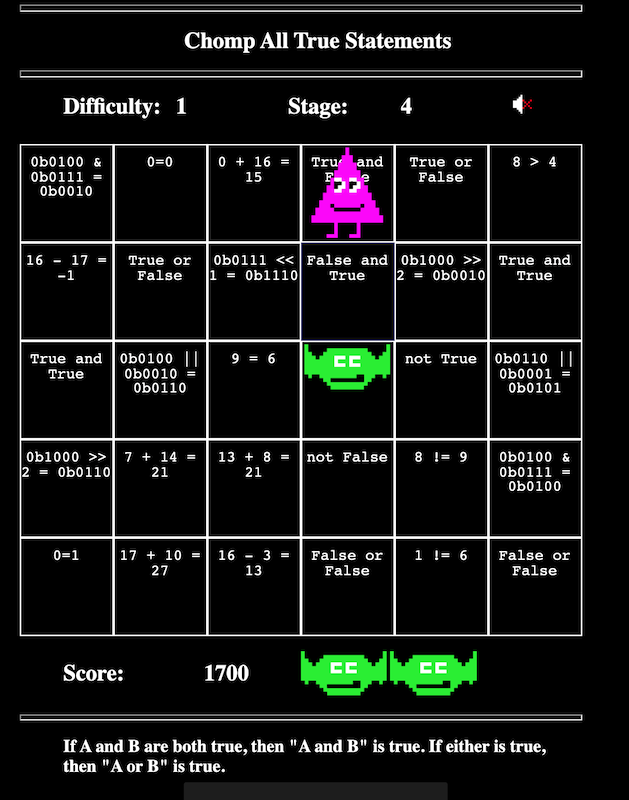 Chomp All True Statements
Difficulty: 1 Stage: 4
0b0100 &
0b0111 =
0b0010
0=0
0 + 16 =
15
True and
True or
False
8 > 4
16 - 17 =
-1
True or
False
0b0111 <<
1 = 0b1110
False and
True
0b1000 >>
2 = 0b0010
True and
True
True and
True
0b0100 ||
0b0010 =
0b0110
9 = 6
not True
0b0110 ||
0b0001 =
0b0101
0b1000 >>
2 = 0b0110
7 + 14 =
21
13 + 8 =
21
not False
8 != 9
0b0100 &
0b0111 =
0b0100
0=1
17 + 10 =
27
16 - 3 =
13
False or
False
1 != 6
False or
False
Score: 1700
If A and B are both true, then "A and B" is true. If either is true,
then "A or B" is true.